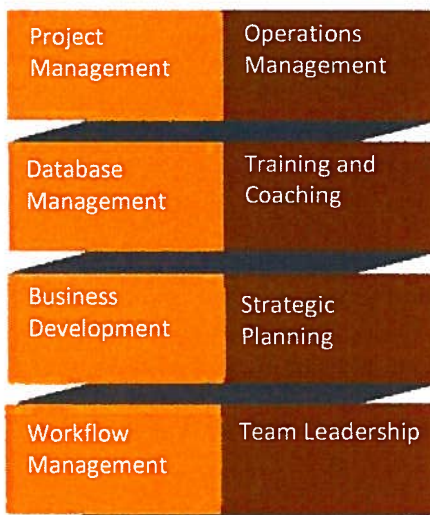 Project
Management
Operations
Management
Database
Management
Training and
Coaching
Business
Development
Strategic
Planning
Workflow
Management
Team Leadership